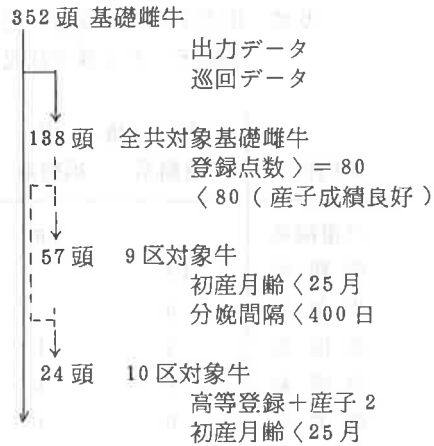 352頭 基礎雌牛
出力データ
巡回データ
138頭 全共対象基礎雌牛
登録点数〉=80
〈80(産子成績良好)
57頭 9区対象牛
初産月齢〈25月
分娩間隔〈400日
24頭 10区対象牛
高等登録+産子2
初産月齢〈25月